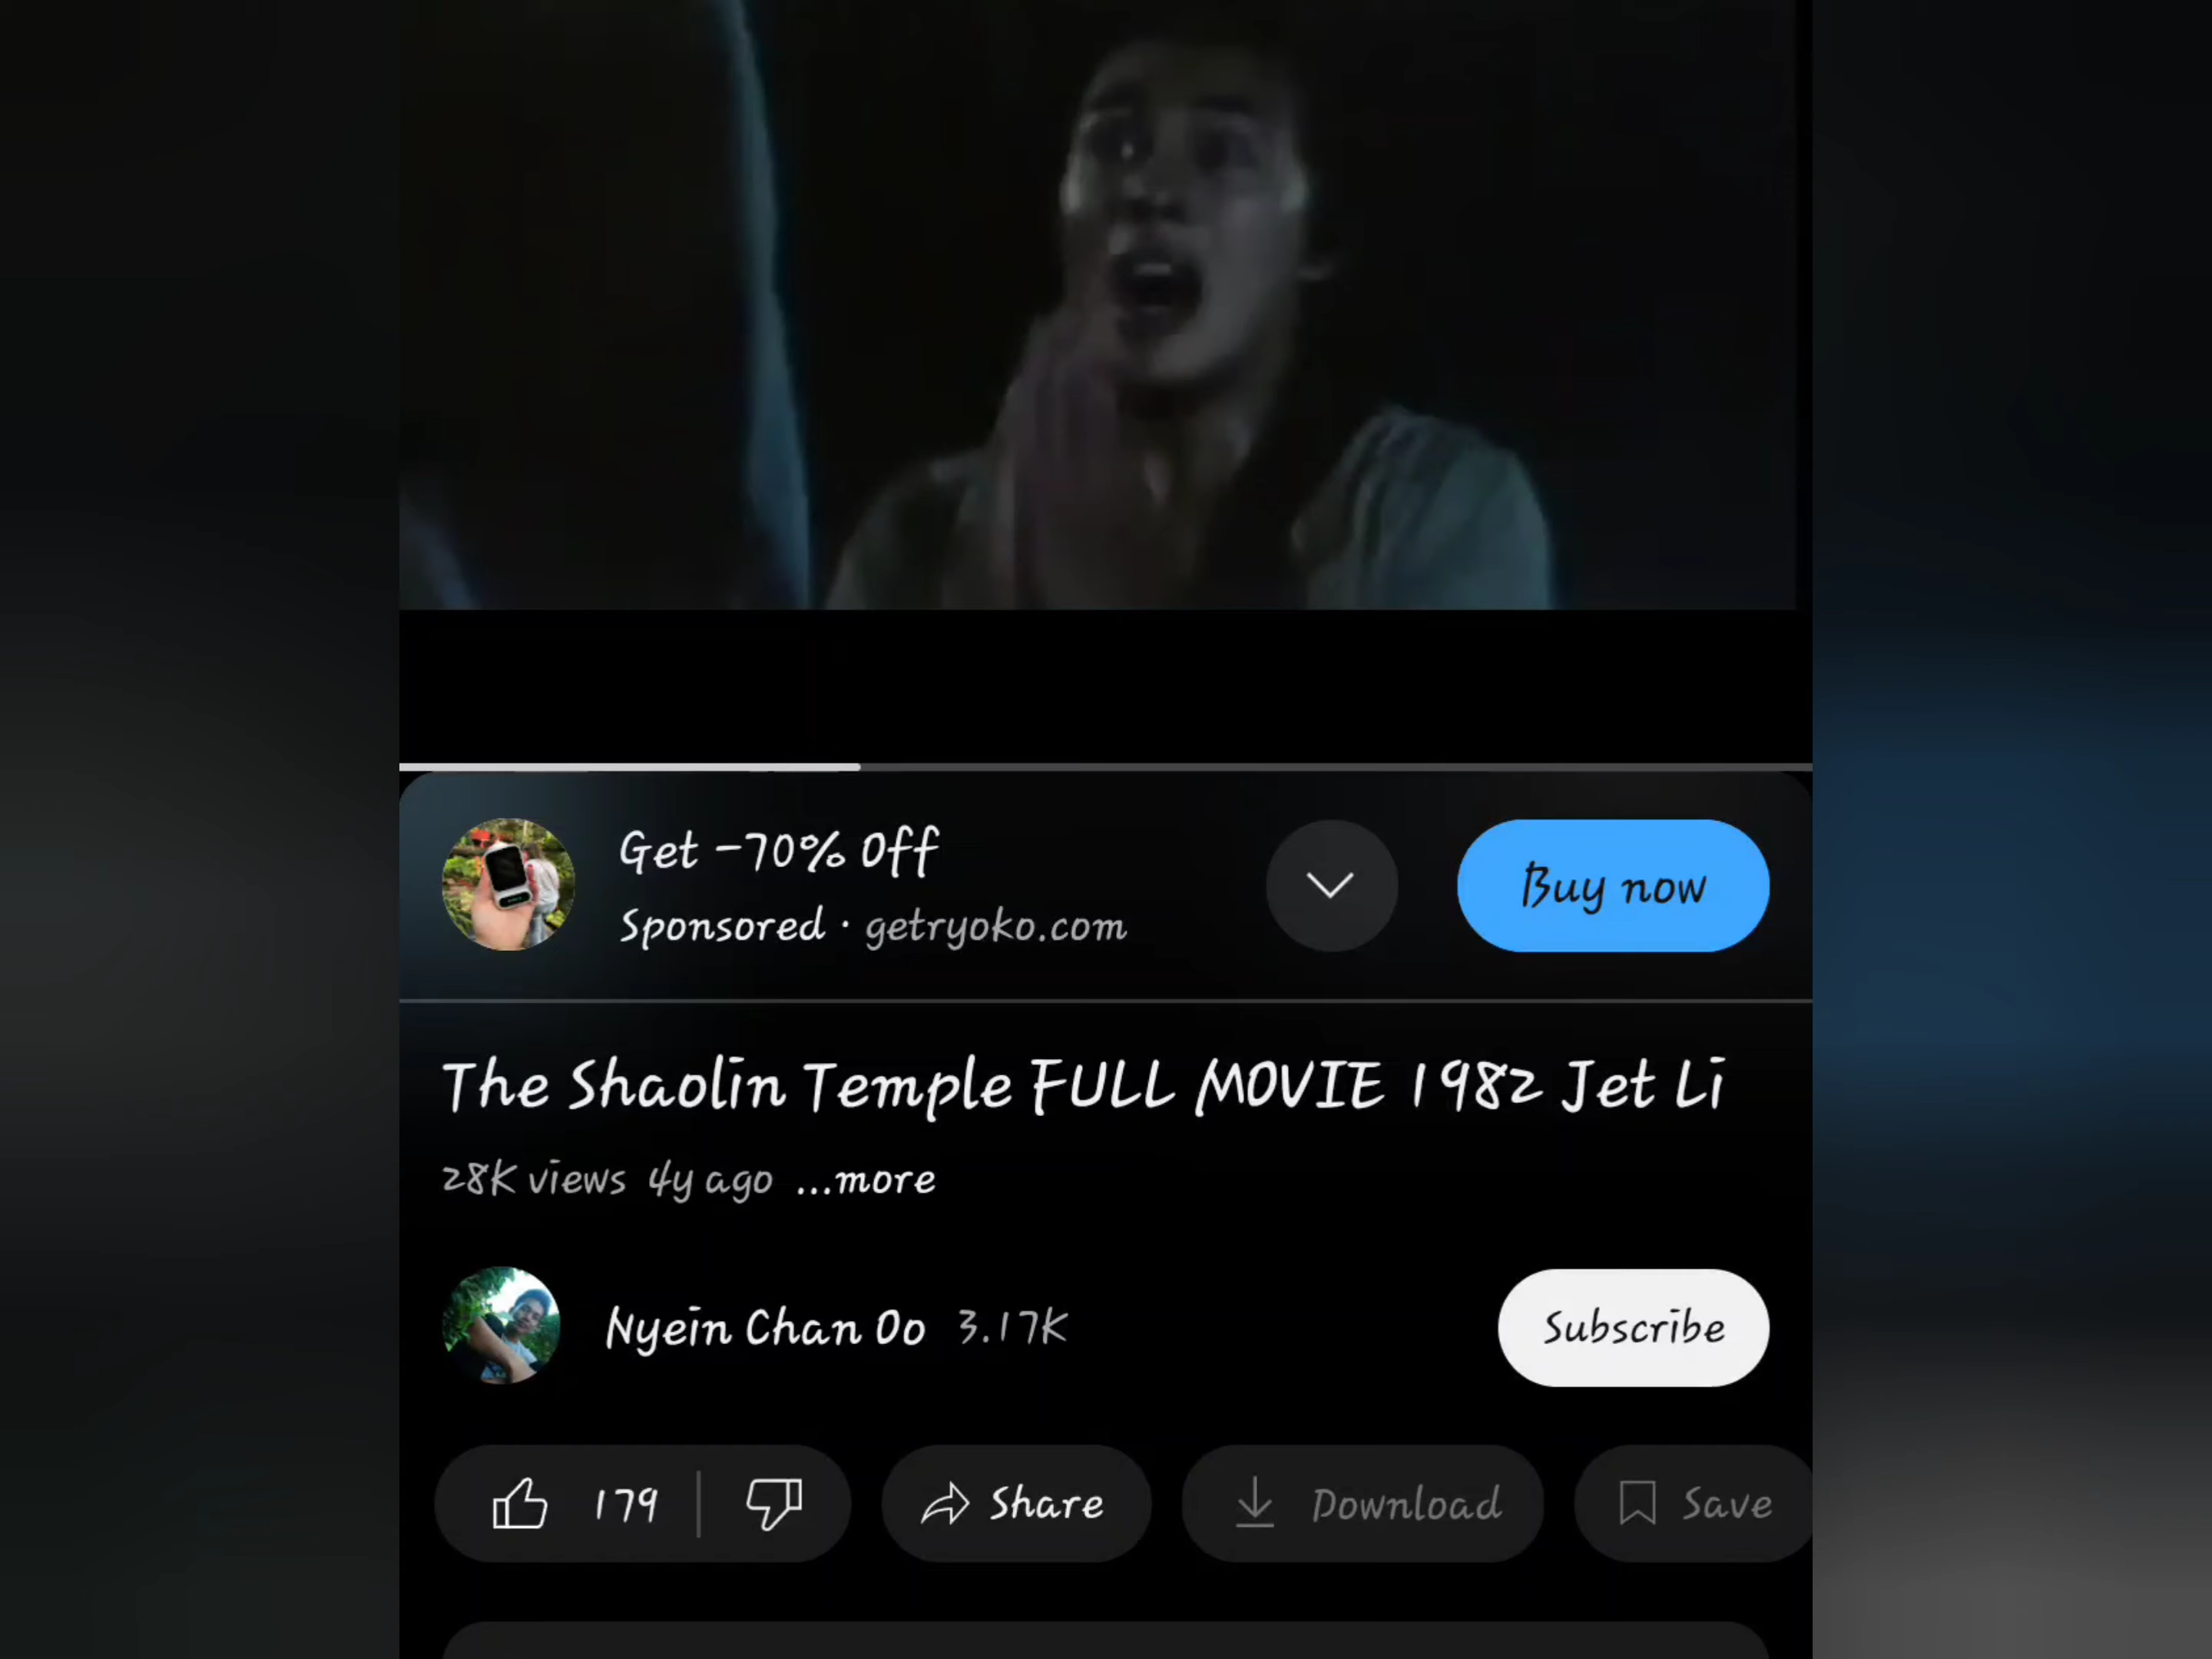 Get -70% Off
Buy now
Sponsored · getryoko.com
The Shaolin Temple FULL MOVIE 1982 Jet Li
28K views 4y ago ...more
Nyein Chan Oo 3.17K
Subscribe
179 Share Download Save